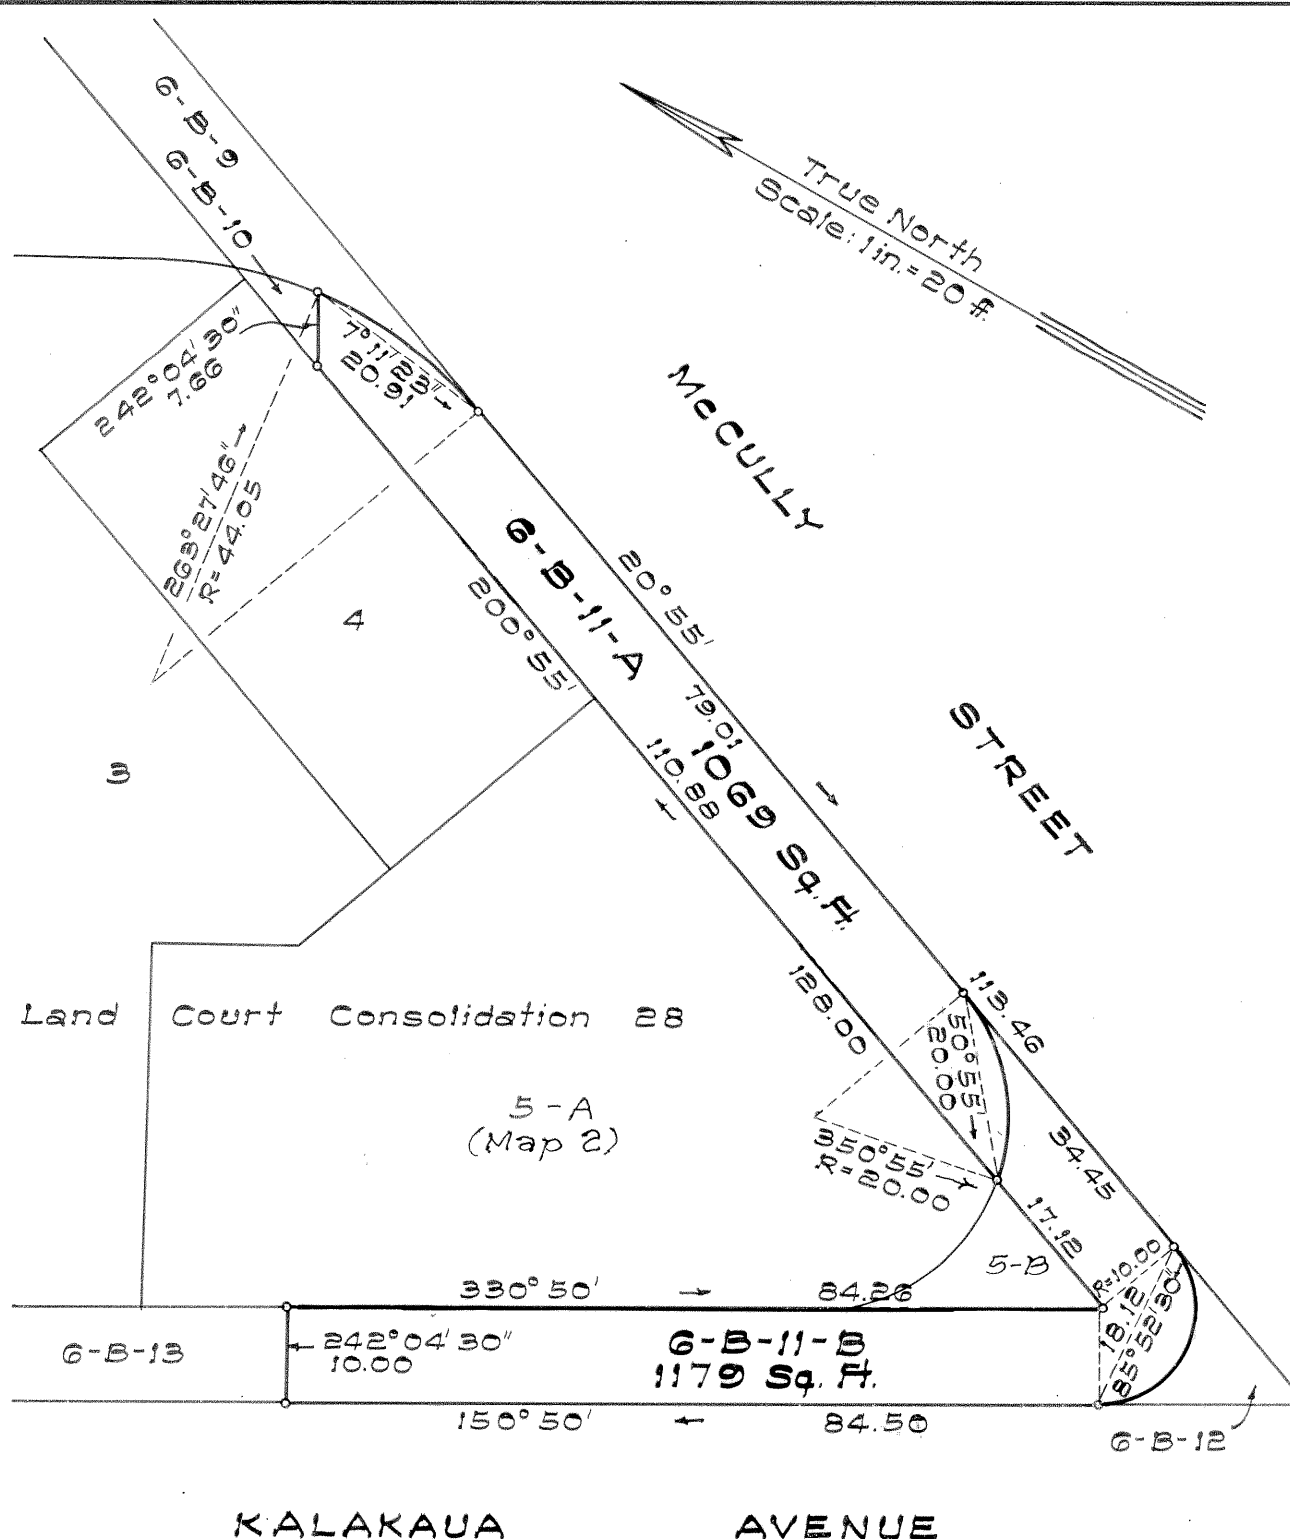 6-B-9
6-B-10
True North
Scale: 1 in. = 20 ft.
242° 04' 30"
7.66
7° 11' 23"
20.91
263° 27' 46"
R = 44.05
McCULLY
STREET
6-B-11-A
1069 Sq. Ft.
20° 55'
79.01
200° 55'
110.88
4
3
128.00
113.46
Land Court Consolidation 28
50° 55'
20.00
5-A
(Map 2)
350° 55'
R = 20.00
34.45
17.12
5-B
R = 10.00
18.12
85° 52' 30"
330° 50' 84.26
6-B-13
242° 04' 30"
10.00
6-B-11-B
1179 Sq. Ft.
150° 50' 84.50
6-B-12
KALAKAUA AVENUE